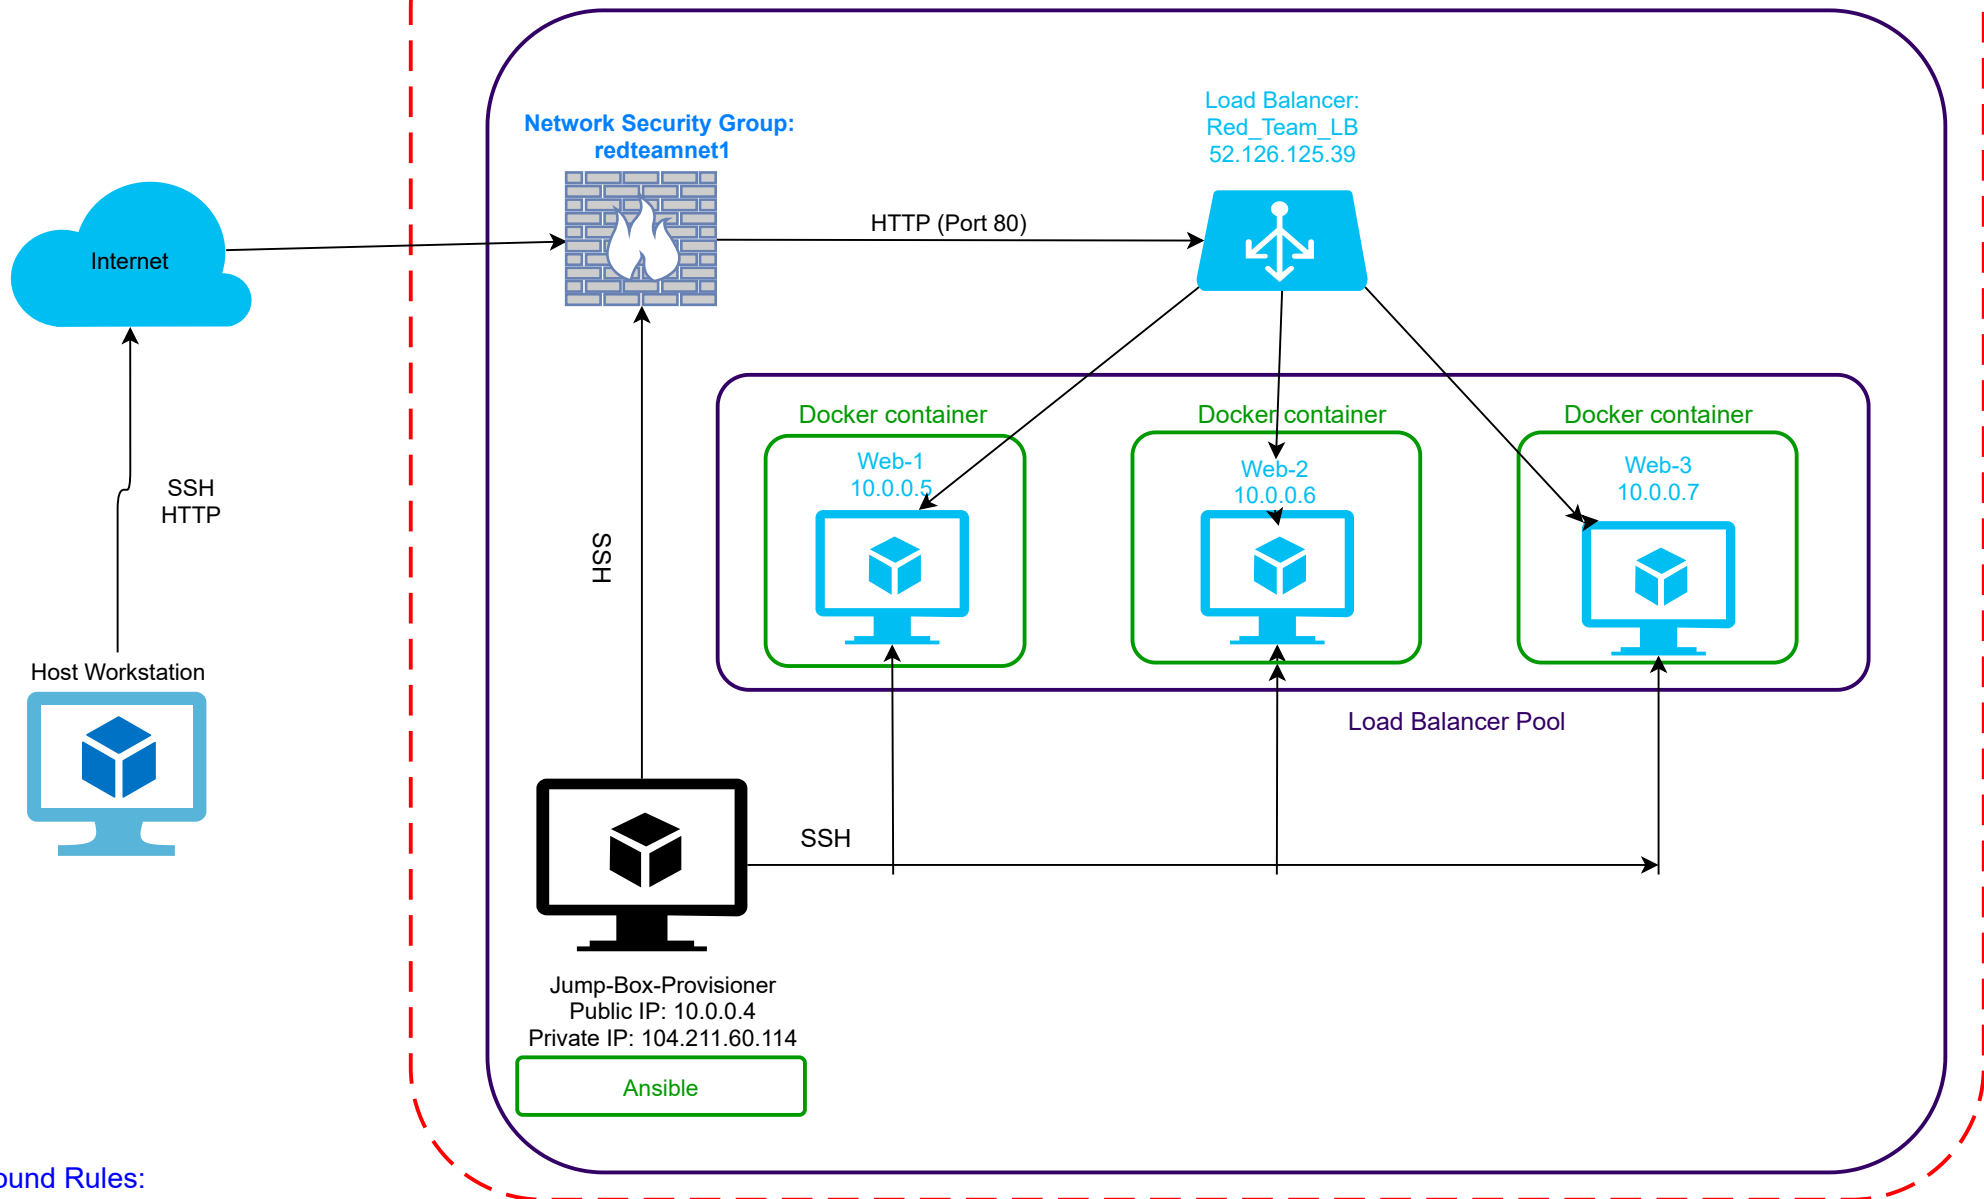 Load Balancer:
Red_Team_LB
52.126.125.39
Network Security Group:
redteamnet1
HTTP (Port 80)
Internet
Docker container
Docker container
Docker container
Web-1
10.0.0.5
Web-2
10.0.0.6
Web-3
10.0.0.7
SSH
HTTP
SSH
Host Workstation
Load Balancer Pool
SSH
Jump-Box-Provisioner
Public IP: 10.0.0.4
Private IP: 104.211.60.114
Ansible
Rules: